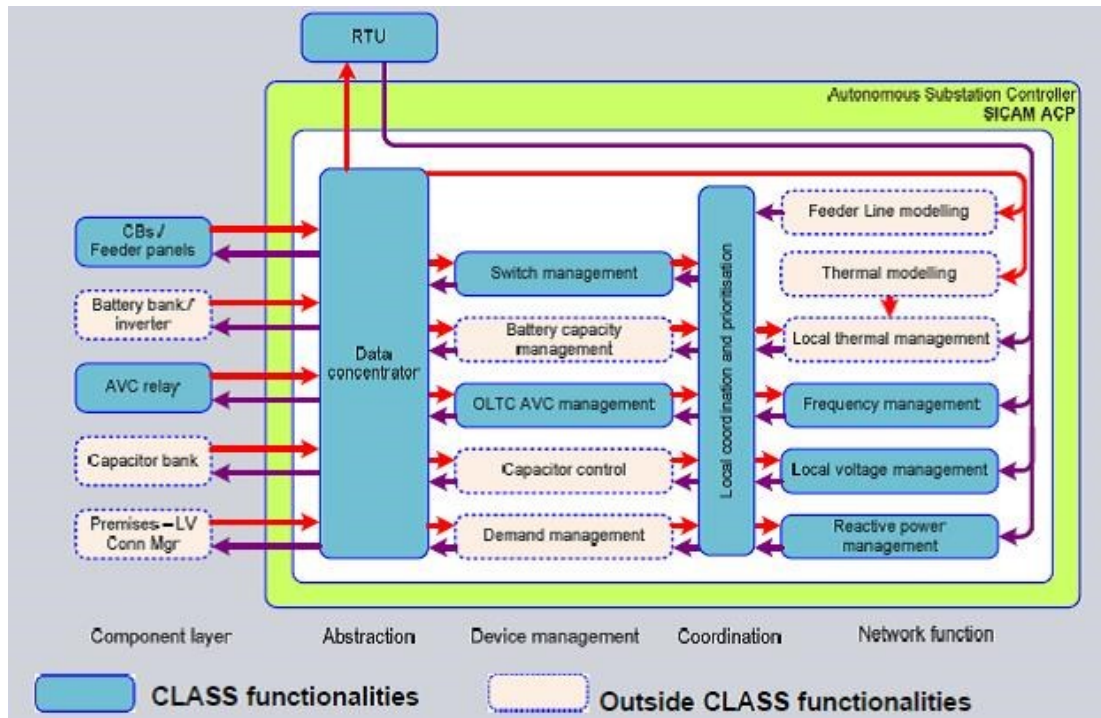 RTU
Autonomous Substation Controller
SICAM ACP
CBs /
Feeder panels
Battery bank /
inverter
AVC relay
Capacitor bank
Premises – LV
Conn Mgr
Data
concentrator
Switch management
Battery capacity
management
OLTC AVC management
Capacitor control
Demand management
Local coordination and prioritisation
Feeder Line modelling
Thermal modelling
Local thermal management
Frequency management
Local voltage management
Reactive power
management
Component layer
Abstraction
Device management
Coordination
Network function
CLASS functionalities
Outside CLASS functionalities